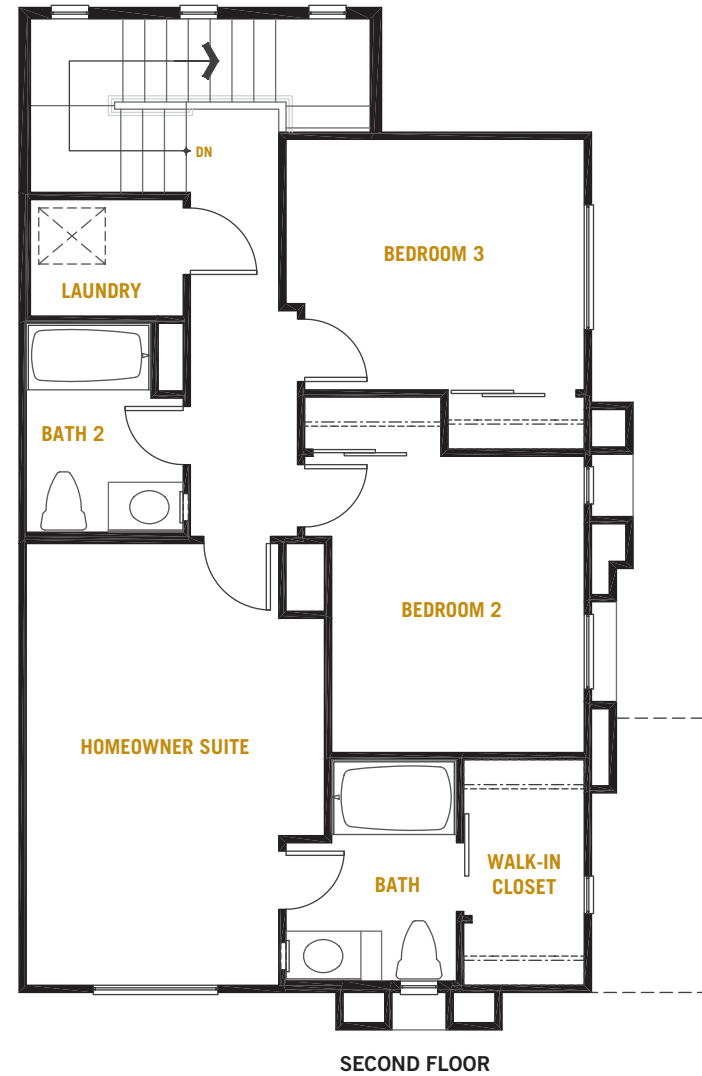 DN
BEDROOM 3
LAUNDRY
BATH 2
BEDROOM 2
HOMEOWNER SUITE
WALK-IN
CLOSET
BATH
SECOND FLOOR